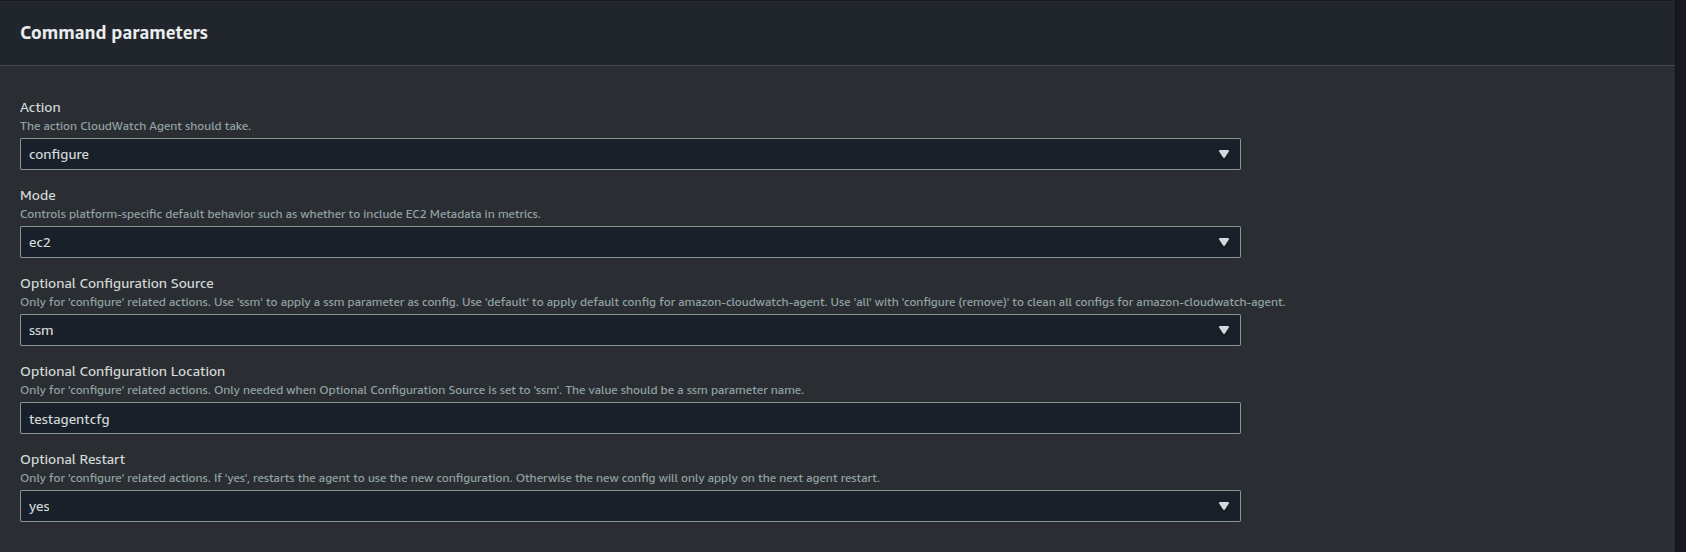 Command parameters
Action
The action CloudWatch Agent should take.
configure
Mode
Controls platform-specific default behavior such as whether to include EC2 Metadata in metrics.
ec2
Optional Configuration Source
Only for 'configure' related actions. Use 'ssm' to apply a ssm parameter as config. Use 'default' to apply default config for amazon-cloudwatch-agent. Use 'all' with 'configure (remove)' to clean all configs for amazon-cloudwatch-agent.
ssm
Optional Configuration Location
Only for 'configure' related actions. Only needed when Optional Configuration Source is set to 'ssm'. The value should be a ssm parameter name.
testagentcfg
Optional Restart
Only for 'configure' related actions. If 'yes', restarts the agent to use the new configuration. Otherwise the new config will only apply on the next agent restart.
yes